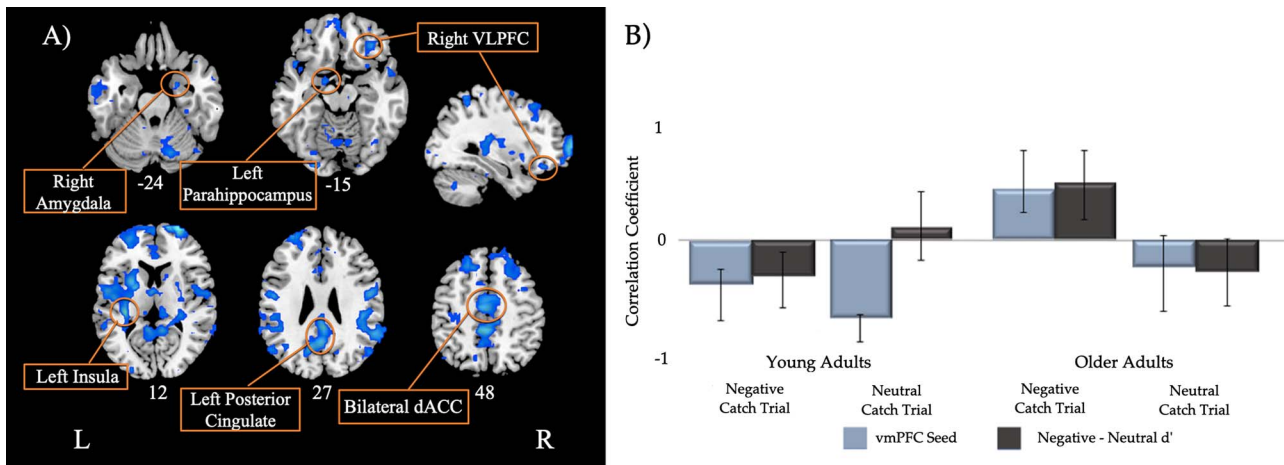 A)
Right VLPFC
Right
Amygdala
-24
Left
Parahippocampus
-15
Left Insula
12
Left Posterior
Cingulate
27
Bilateral dACC
48
L
R
B)
Correlation Coefficient
1
0
-1
Young Adults
Older Adults
Negative
Catch Trial
Neutral
Catch Trial
Negative
Catch Trial
Neutral
Catch Trial
vmPFC Seed
Negative - Neutral d'